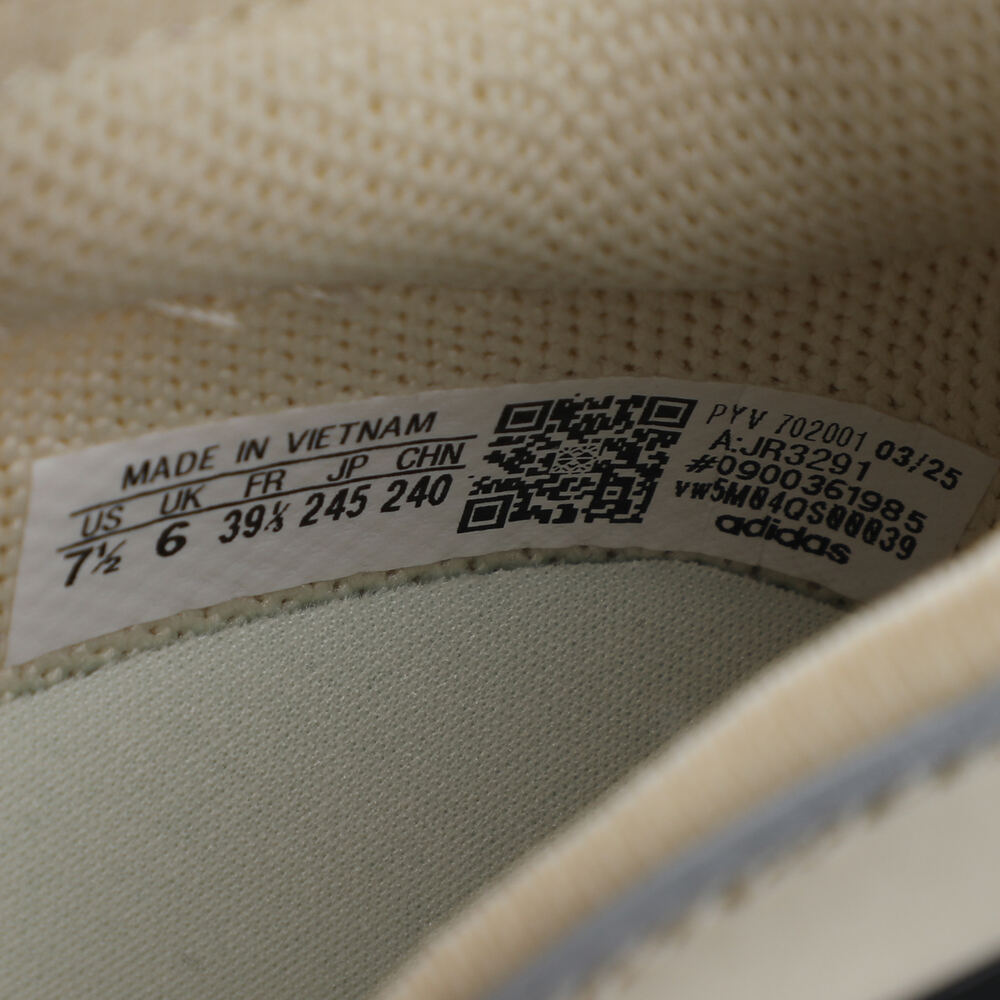 MADE IN VIETNAM
US UK FR JP CHN
7½ 6 39⅓ 245 240
PYV 702001 03/25
A:JR3291
#0900361985
adidas